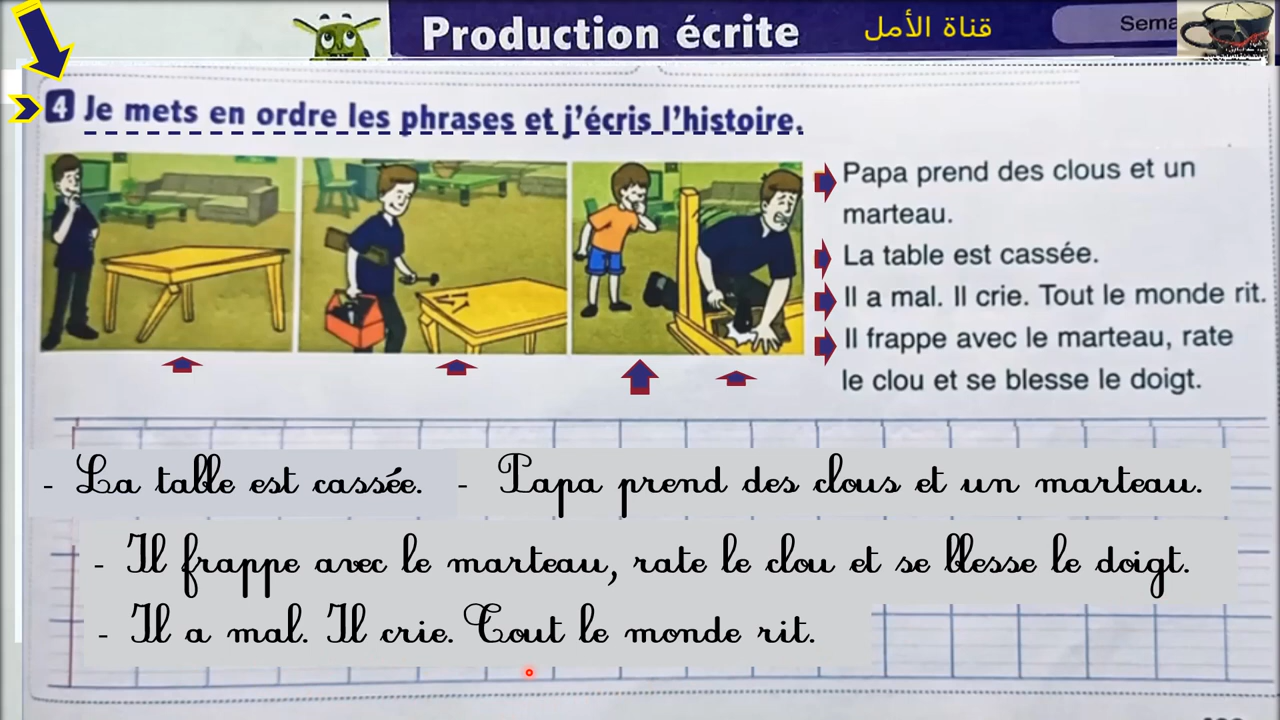 Production écrite
قناة الأمل
Sema
4 Je mets en ordre les phrases et j'écris l'histoire.
Papa prend des clous et un
marteau.
La table est cassée.
Il a mal. Il crie. Tout le monde rit.
Il frappe avec le marteau, rate
le clou et se blesse le doigt.
- La table est cassée. - Papa prend des clous et un marteau.
- Il frappe avec le marteau, rate le clou et se blesse le doigt.
- Il a mal. Il crie. Tout le monde rit.